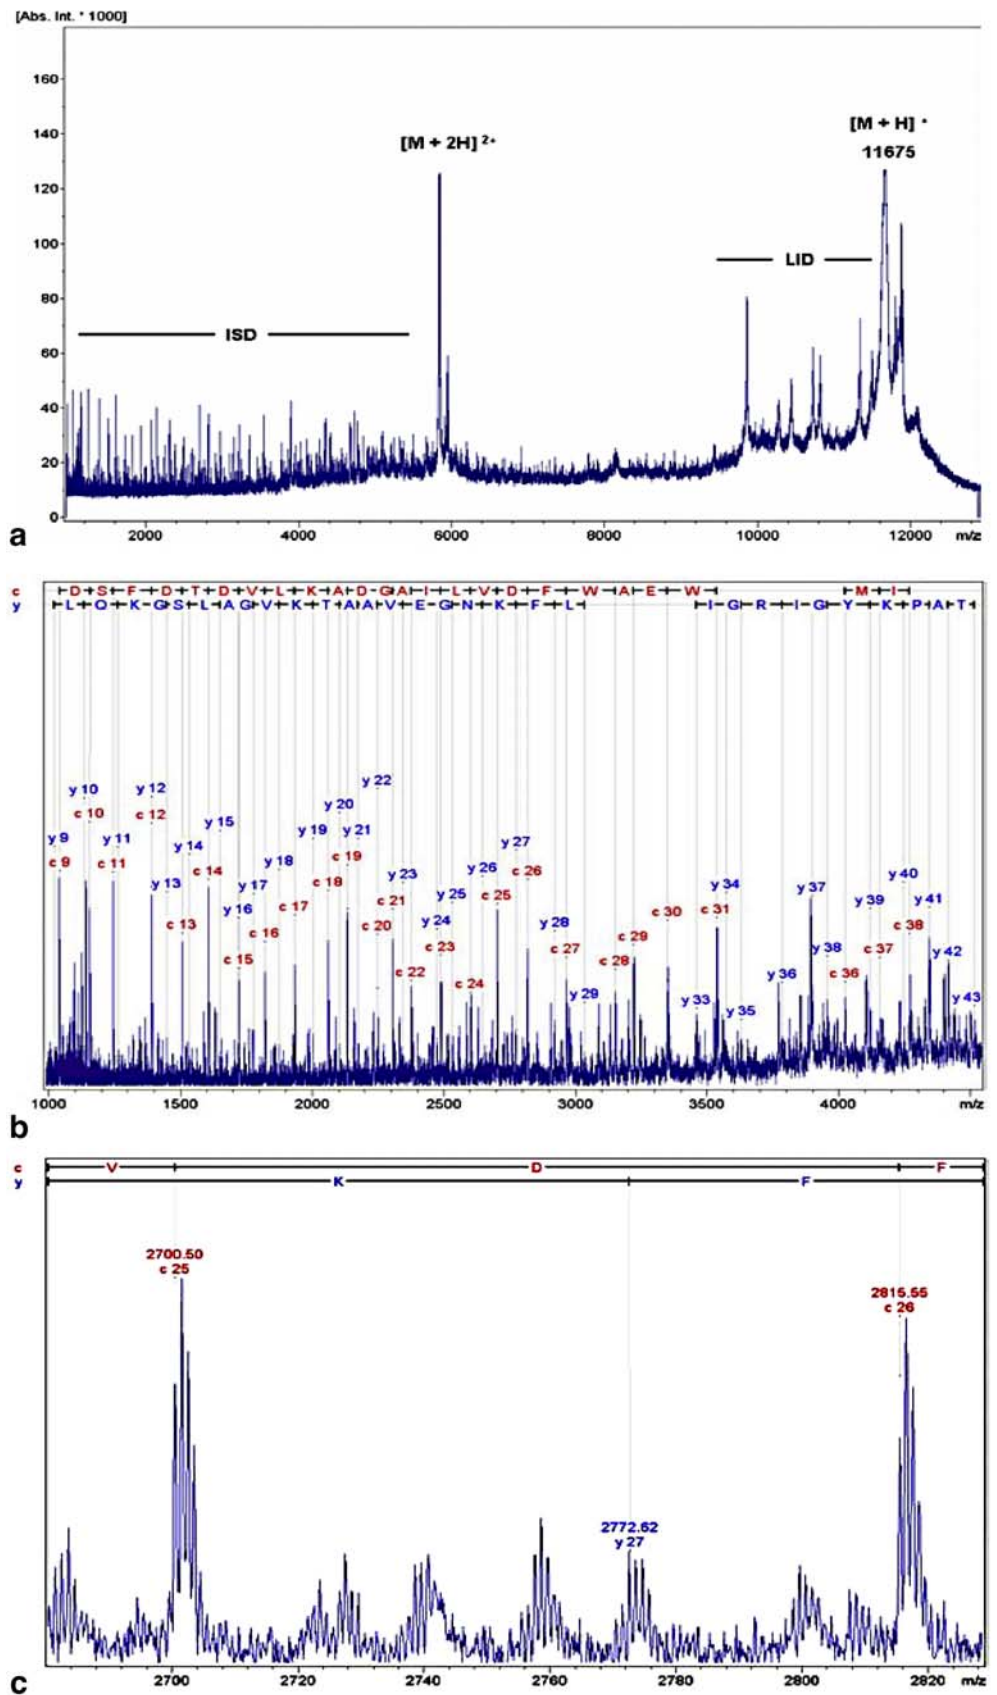 [Abs. Int. * 1000]
160
[M + H] +
140
[M + 2H] 2+
11675
120
100
LID
80
ISD
60
40
20
0
2000 4000 6000 8000 10000 12000 m/z
a
c D S F D T D V L K A D G A I L V D F W A E W M I
y L Q K G S L A G V K T A A V E G N K F L I G R I G Y K P A T
y 22
y 10 y 12
y 20
c 10 c 12
y 15
y 19 y 21
y 9 y 11 y 14 y 27
c 9 c 11 c 14 y 18 c 19 y 23 y 26 c 26 y 40
y 13 y 17 c 18 y 25 c 25 y 34 y 37
c 21 y 39 y 41
y 16 c 17 c 30 c 31
c 13 c 20 y 24 y 28 c 38
c 16 c 23 c 27 c 29 y 38 c 37 y 42
c 15 c 22 c 24 c 28 y 36 c 36
y 29 y 33 y 35 y 43
1000 1500 2000 2500 3000 3500 4000 m/z
b
c V D F
y K F
2700.50
c 25
2815.55
c 26
2772.62
y 27
2700 2720 2740 2760 2780 2800 2820 m/z
c